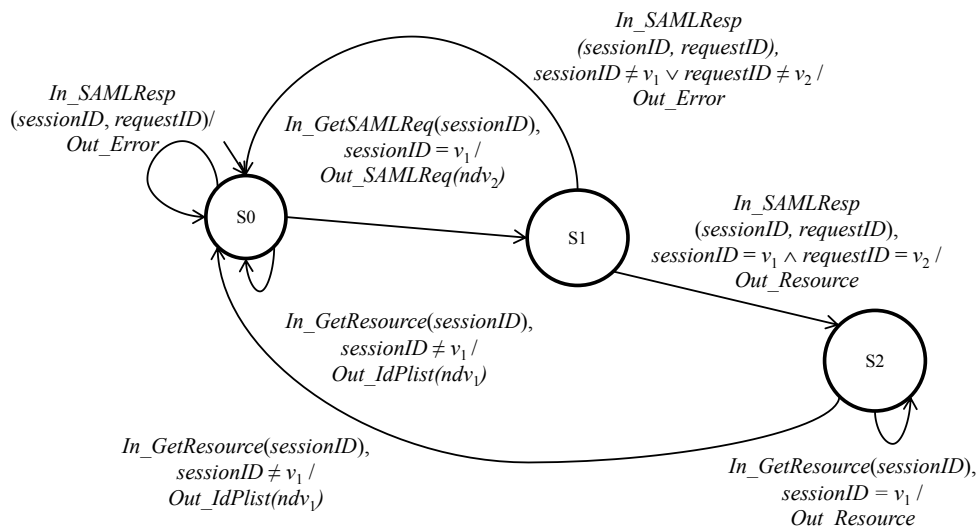 In_SAMLResp
(sessionID, requestID),
sessionID ≠ v₁ ∨ requestID ≠ v₂ /
Out_Error
In_SAMLResp
(sessionID, requestID)/
Out_Error
In_GetSAMLReq(sessionID),
sessionID = v₁ /
Out_SAMLReq(ndv₂)
S0
S1
In_SAMLResp
(sessionID, requestID),
sessionID = v₁ ∧ requestID = v₂ /
Out_Resource
In_GetResource(sessionID),
sessionID ≠ v₁ /
Out_IdPlist(ndv₁)
S2
In_GetResource(sessionID),
sessionID ≠ v₁ /
Out_IdPlist(ndv₁)
In_GetResource(sessionID),
sessionID = v₁ /
Out_Resource